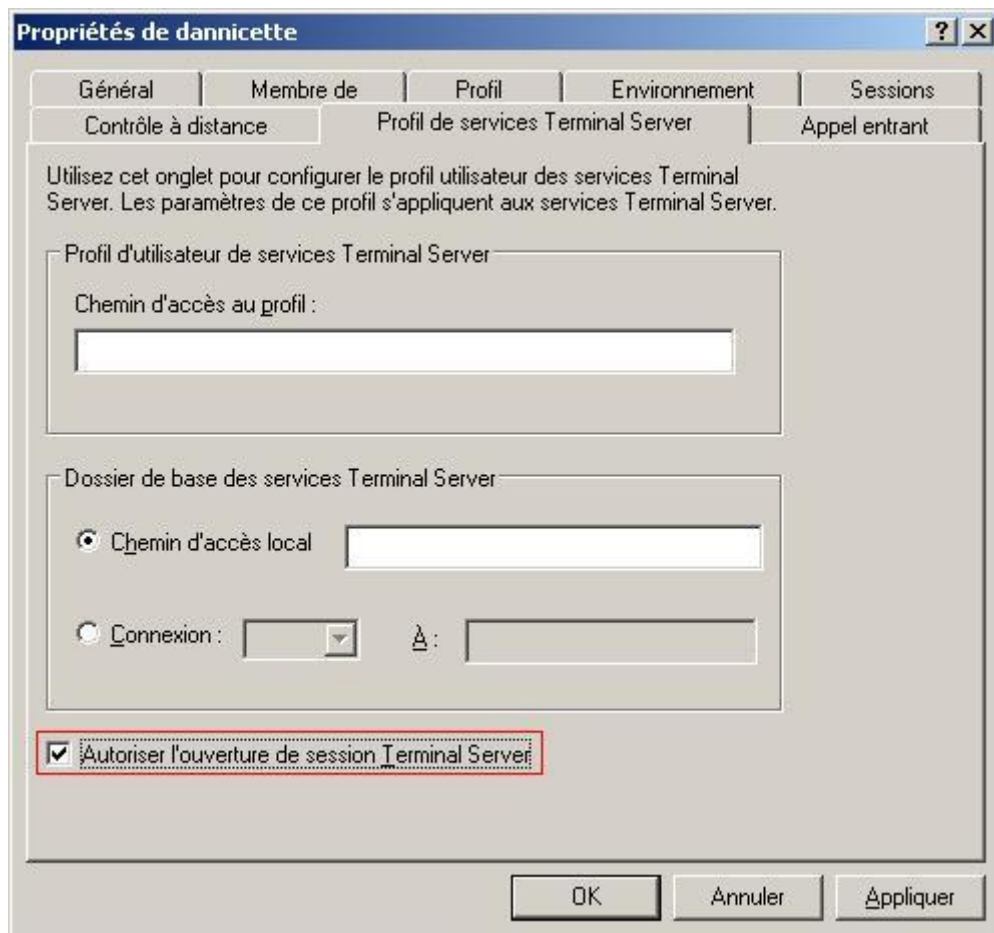 Propriétés de dannicette
Général Membre de Profil Environnement Sessions
Contrôle à distance Profil de services Terminal Server Appel entrant
Utilisez cet onglet pour configurer le profil utilisateur des services Terminal
Server. Les paramètres de ce profil s'appliquent aux services Terminal Server.
Profil d'utilisateur de services Terminal Server
Chemin d'accès au profil :
Dossier de base des services Terminal Server
Chemin d'accès local
Connexion : À :
Autoriser l'ouverture de session Terminal Server
OK Annuler Appliquer